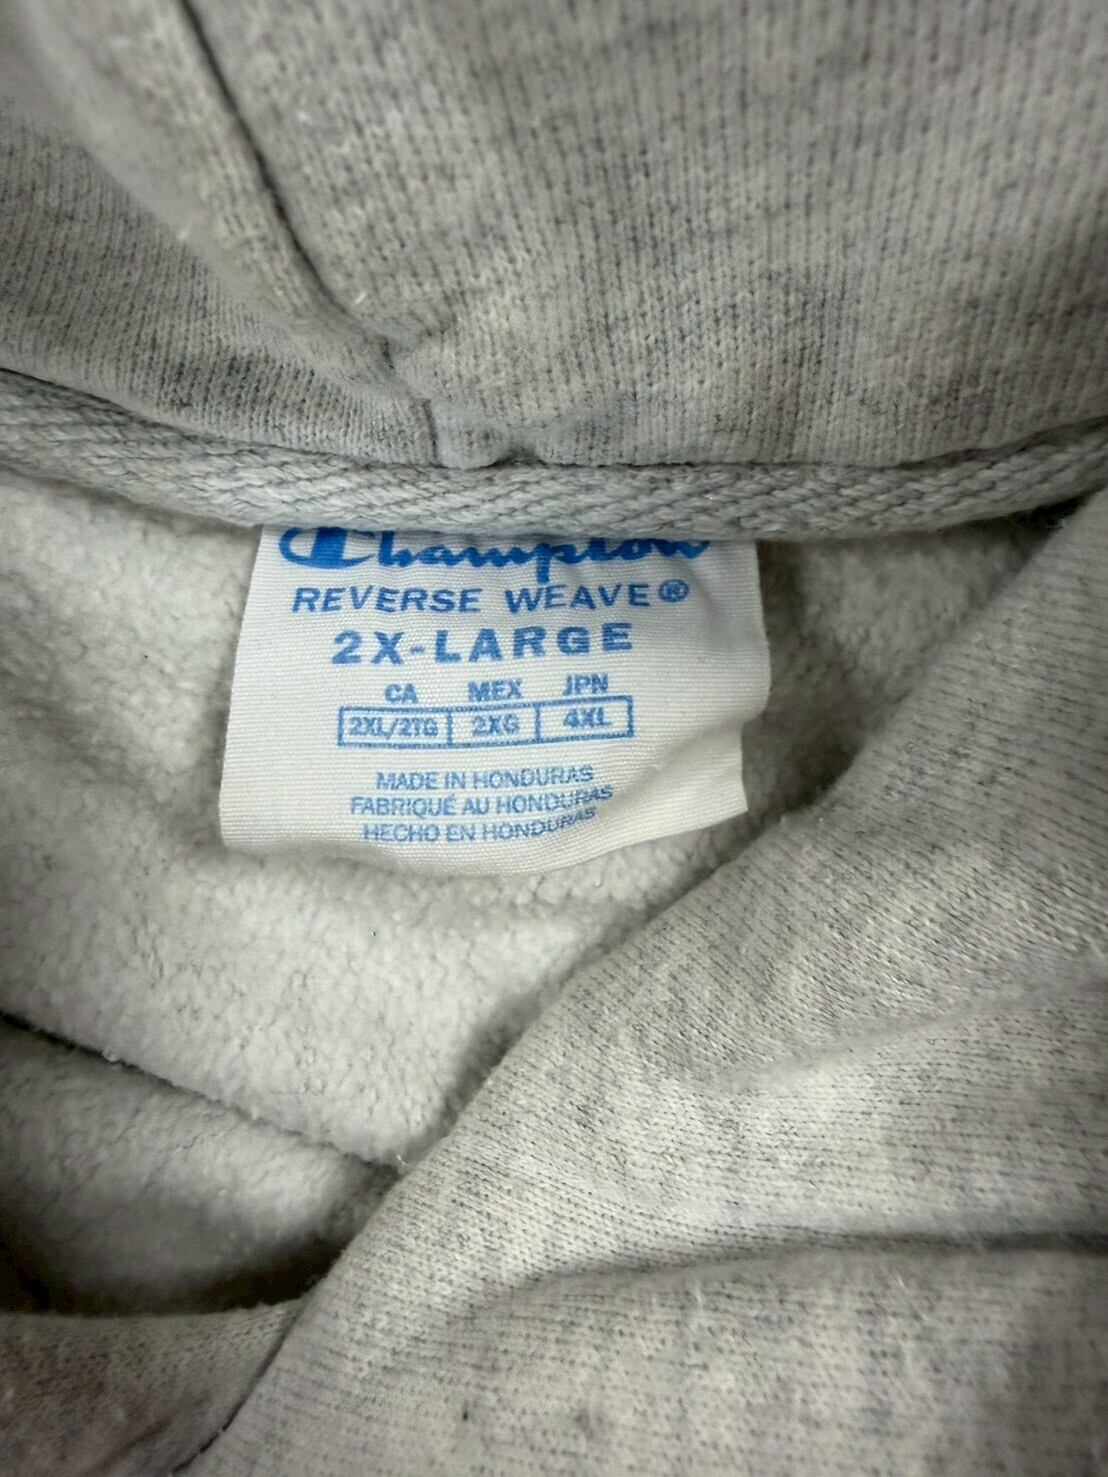 Champion
REVERSE WEAVE®
2X-LARGE
CA MEX JPN
2XL/2TG 2XG 4XL
MADE IN HONDURAS
FABRIQUÉ AU HONDURAS
HECHO EN HONDURAS